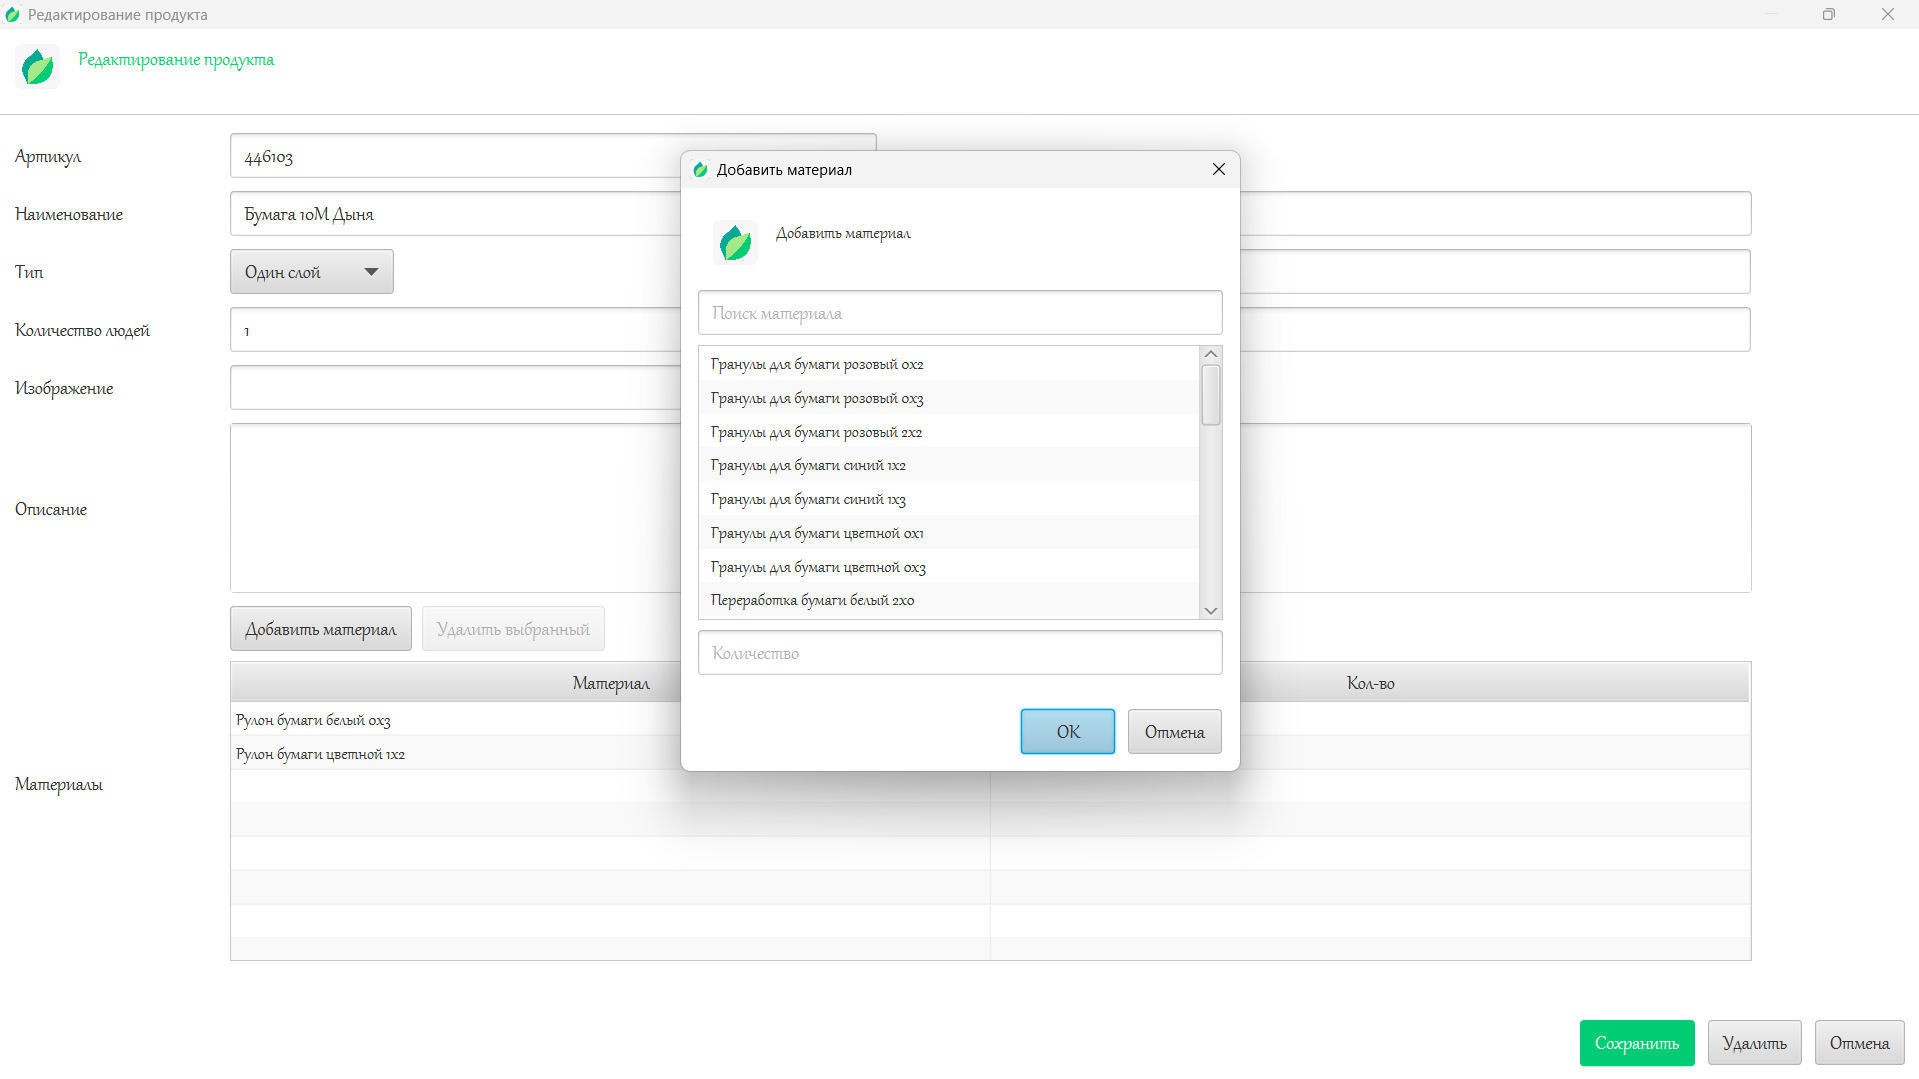 Редактирование продукта
Редактирование продукта
Артикул
446103
Наименование
Бумага 10М Дыня
Тип
Один слой
Количество людей
1
Изображение
Описание
Добавить материал
Удалить выбранный
Материалы
Материал
Кол-во
Рулон бумаги белый 0x3
Рулон бумаги цветной 1x2
Добавить материал
Добавить материал
Поиск материала
Гранулы для бумаги розовый 0x2
Гранулы для бумаги розовый 0x3
Гранулы для бумаги розовый 2x2
Гранулы для бумаги синий 1x2
Гранулы для бумаги синий 1x3
Гранулы для бумаги цветной 0x1
Гранулы для бумаги цветной 0x3
Переработка бумаги белый 2x0
Количество
OK
Отмена
Сохранить
Удалить
Отмена